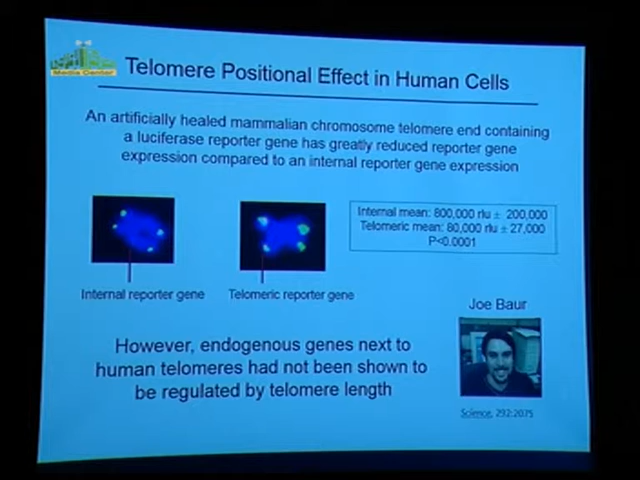 Media Center
Telomere Positional Effect in Human Cells
An artificially healed mammalian chromosome telomere end containing
a luciferase reporter gene has greatly reduced reporter gene
expression compared to an internal reporter gene expression
Internal mean: 800,000 rlu ± 200,000
Telomeric mean: 80,000 rlu ± 27,000
P<0.0001
Internal reporter gene
Telomeric reporter gene
Joe Baur
However, endogenous genes next to
human telomeres had not been shown to
be regulated by telomere length
Science, 292:2075